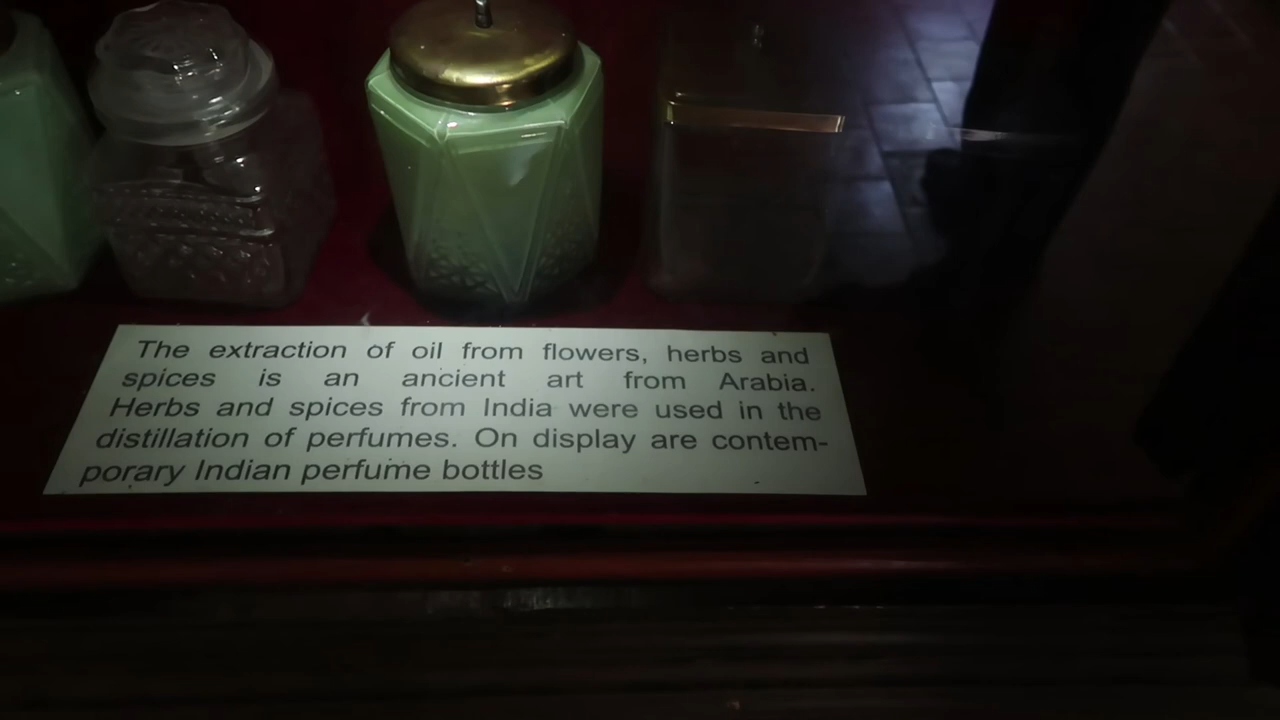 The extraction of oil from flowers, herbs and
spices is an ancient art from Arabia.
Herbs and spices from India were used in the
distillation of perfumes. On display are contem-
porary Indian perfume bottles